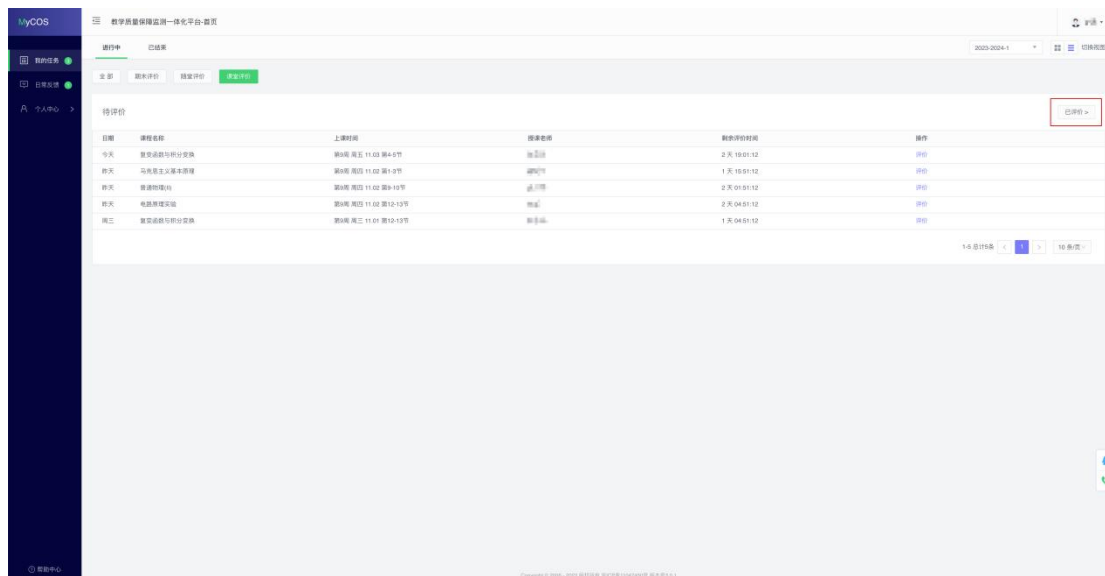 MyCOS
教学质量保障监测一体化平台-首页
进行中 已结束 2023-2024-1 切换视图
我的任务
日常反馈
个人中心 >
全部 期末评价 随堂评价 课堂评价
待评价 已评价 >
日期 课程名称 上课时间 授课老师 剩余评价时间 操作
今天 复变函数与积分变换 第9周 周五 11.03 第4-5节 2 天 19:01:12 评价
昨天 马克思主义基本原理 第9周 周四 11.02 第1-3节 1 天 15:51:12 评价
昨天 普通物理(II) 第9周 周四 11.02 第9-10节 2 天 01:51:12 评价
昨天 电路原理实验 第9周 周四 11.02 第12-13节 2 天 04:51:12 评价
周三 复变函数与积分变换 第9周 周三 11.01 第12-13节 1 天 04:51:12 评价
1-5 总计5条 < 1 > 10 条/页
帮助中心